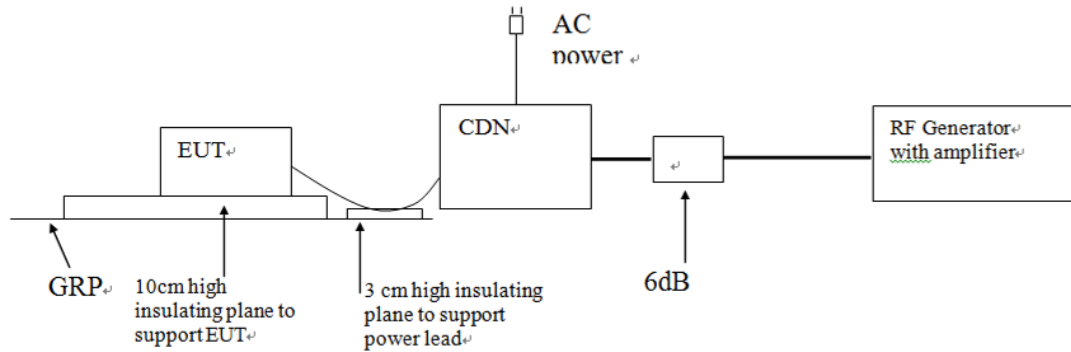 AC
power
EUT
CDN
RF Generator
with amplifier
GRP
10cm high
insulating plane to
support EUT
3 cm high insulating
plane to support
power lead
6dB